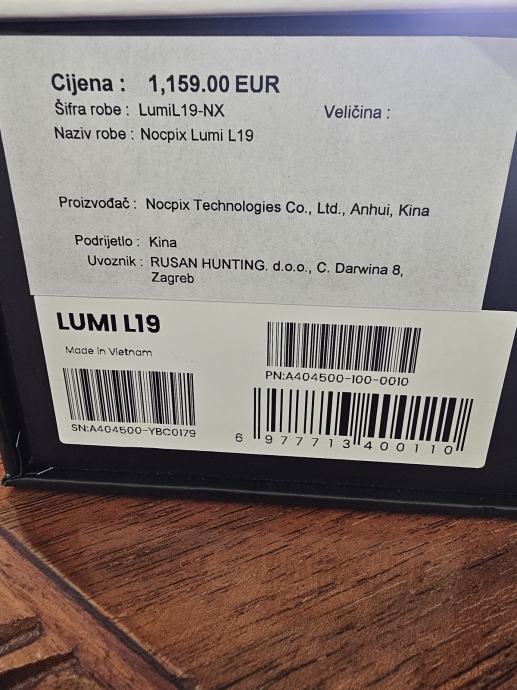 Cijena : 1,159.00 EUR
Šifra robe : LumiL19-NX Veličina :
Naziv robe : Nocpix Lumi L19
Proizvođač : Nocpix Technologies Co., Ltd., Anhui, Kina
Podrijetlo : Kina
Uvoznik : RUSAN HUNTING. d.o.o., C. Darwina 8,
Zagreb
LUMI L19
Made in Vietnam
PN:A404500-100-0010
SN:A404500-YBC0179
6 977713 400110